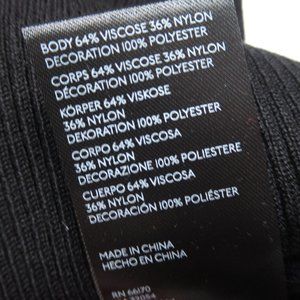 BODY 64% VISCOSE 36% NYLON
DECORATION 100% POLYESTER
CORPS 64% VISCOSE 36% NYLON
DÉCORATION 100% POLYESTER
KÖRPER 64% VISKOSE
36% NYLON
DEKORATION 100% POLYESTER
CORPO 64% VISCOSA
36% NYLON
DECORAZIONE 100% POLIESTERE
CUERPO 64% VISCOSA
36% NYLON
DECORACIÓN 100% POLIÉSTER
MADE IN CHINA
HECHO EN CHINA
RN 66170